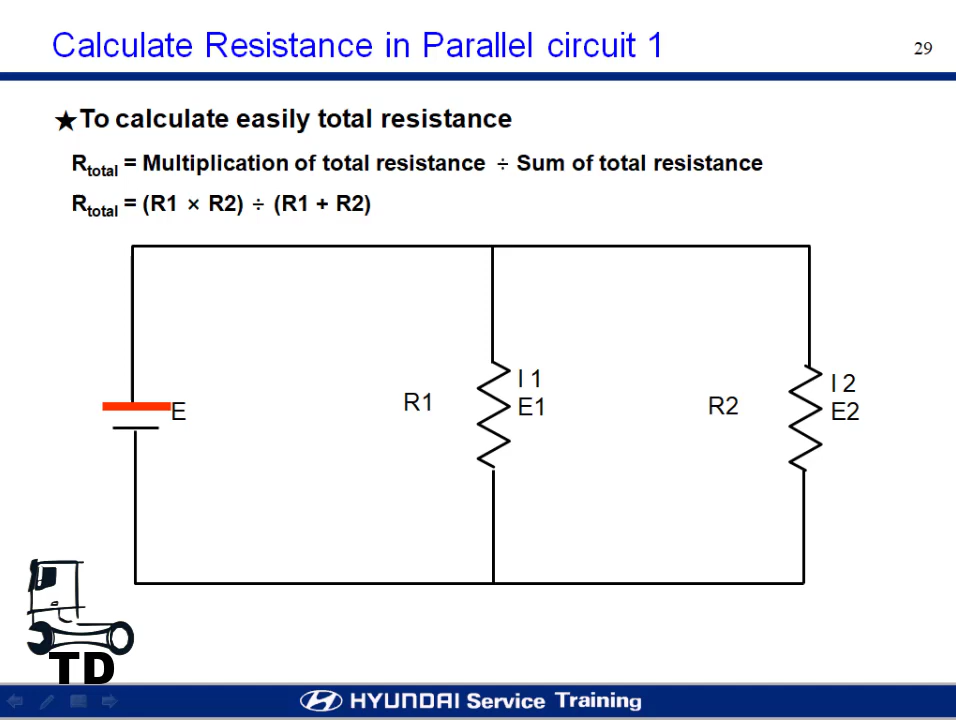 Calculate Resistance in Parallel circuit 1
29
★To calculate easily total resistance
Rtotal = Multiplication of total resistance ÷ Sum of total resistance
Rtotal = (R1 × R2) ÷ (R1 + R2)
E
R1
I 1
E1
R2
I 2
E2
TD
HYUNDAI Service Training